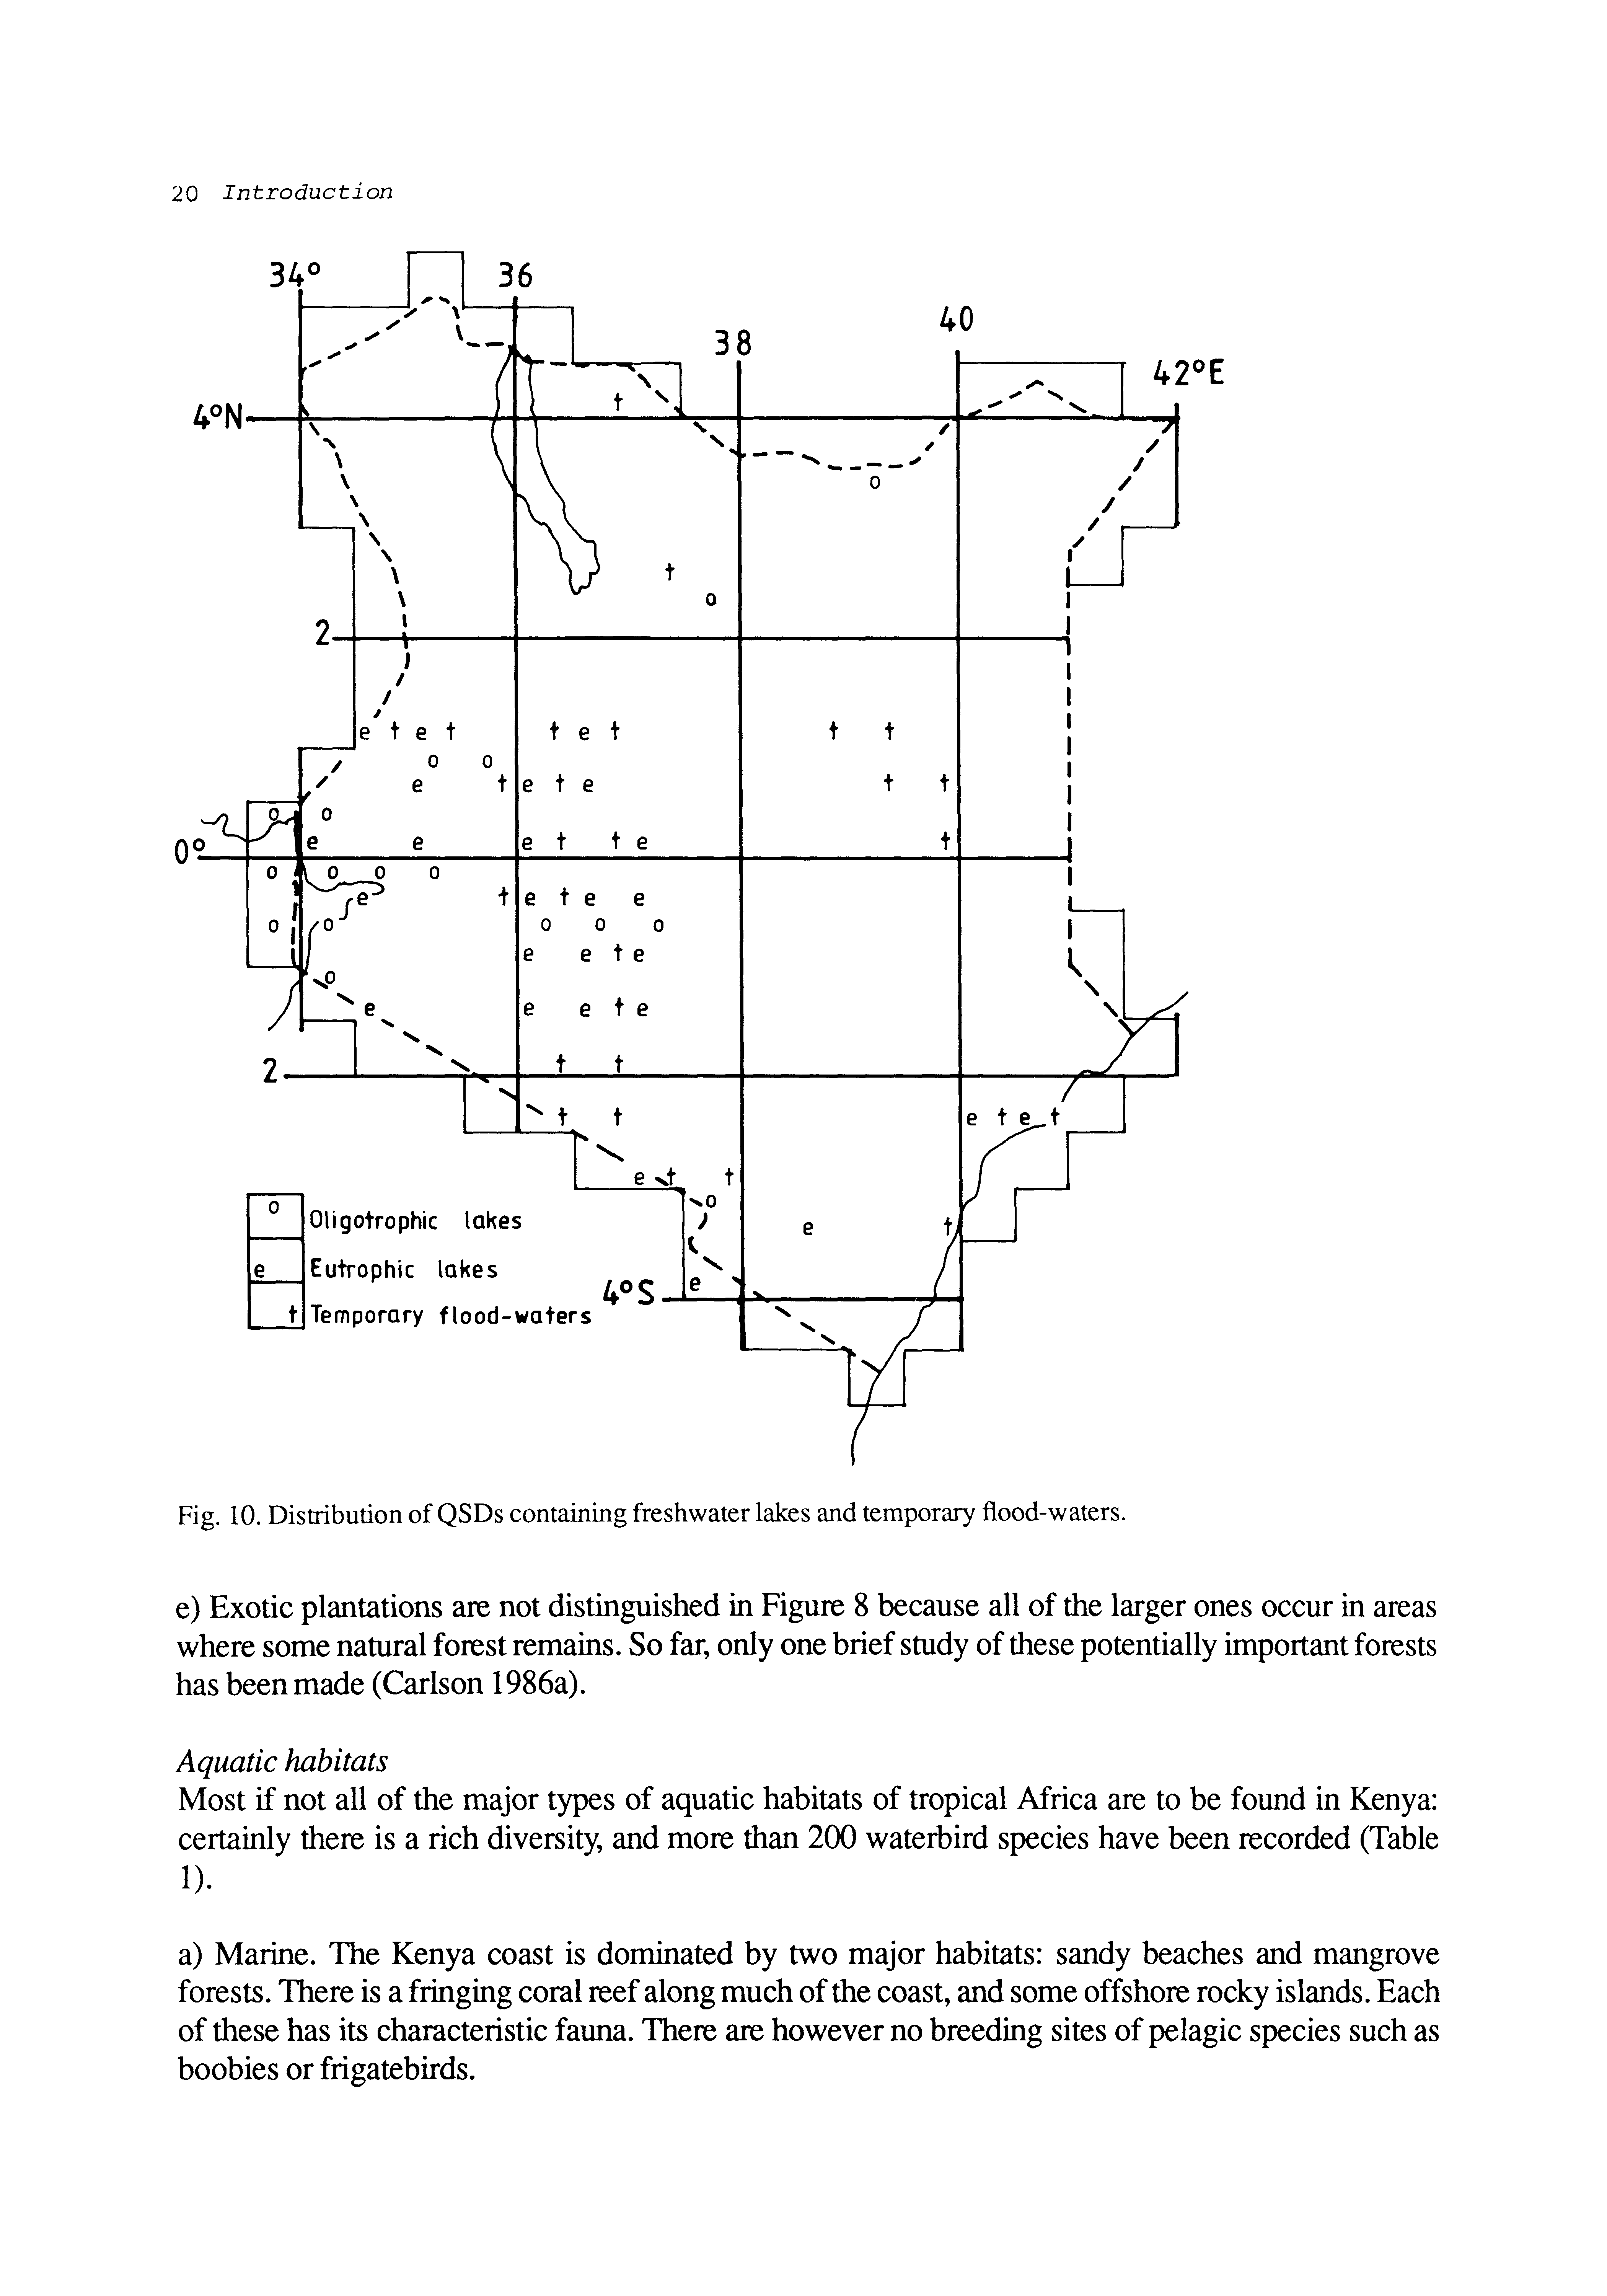 20 Introduction
34° 36
38 40 42°E
4°N
t
o
t
o
2
e t e t t e t t t
o o
e t e t e t t
o o
e e e t t e t
0°
o o o o
e t e t e e
o o o o o
e e t e
o
e e e t e
t t
2
t t e t e t
e t t
o
e t
o Oligotrophic lakes
e Eutrophic lakes
4°S e
t Temporary flood-waters
Fig. 10. Distribution of QSDs containing freshwater lakes and temporary flood-waters.
e) Exotic plantations are not distinguished in Figure 8 because all of the larger ones occur in areas
where some natural forest remains. So far, only one brief study of these potentially important forests
has been made (Carlson 1986a).
Aquatic habitats
Most if not all of the major types of aquatic habitats of tropical Africa are to be found in Kenya:
certainly there is a rich diversity, and more than 200 waterbird species have been recorded (Table
1).
a) Marine. The Kenya coast is dominated by two major habitats: sandy beaches and mangrove
forests. There is a fringing coral reef along much of the coast, and some offshore rocky islands. Each
of these has its characteristic fauna. There are however no breeding sites of pelagic species such as
boobies or frigatebirds.